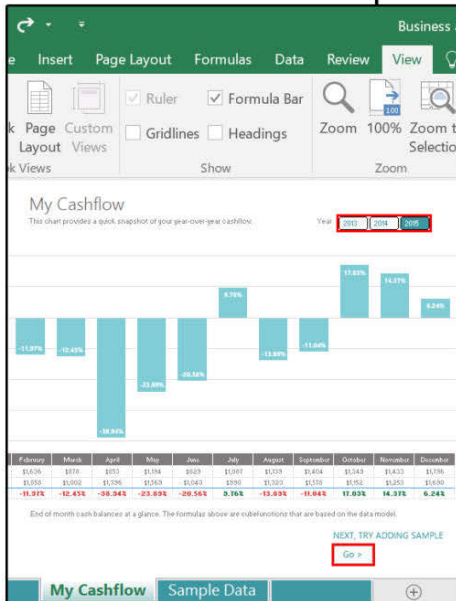 Business
e Insert Page Layout Formulas Data Review View
k Page Custom Ruler Formula Bar Zoom 100% Zoom t
Layout Views Gridlines Headings Selectio
k Views Show Zoom
100
My Cashflow
This chart provides a quick snapshot of your year-over-year cashflow.
Year 2013 2014 2015
17.03%
14.37%
9.76%
6.24%
-11.97% -12.45%
-13.89% -11.04%
-20.56%
-23.89%
-38.94%
February March April May June July August September October November December
-11.97% -12.45% -38.94% -23.89% -20.56% 9.76% -13.89% -11.04% 17.03% 14.37% 6.24%
End of month cash balances at a glance. The formulas above are cubefunctions that are based on the data model.
NEXT, TRY ADDING SAMPLE
Go >
My Cashflow Sample Data